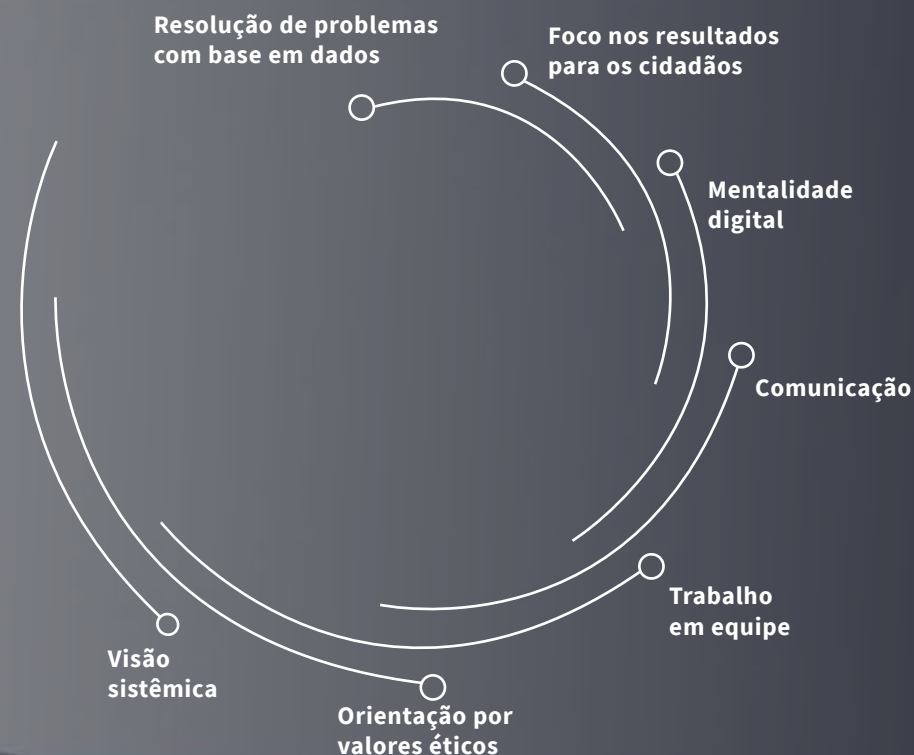 Resolução de problemas
com base em dados
Foco nos resultados
para os cidadãos
Mentalidade
digital
Comunicação
Trabalho
em equipe
Orientação por
valores éticos
Visão
sistêmica